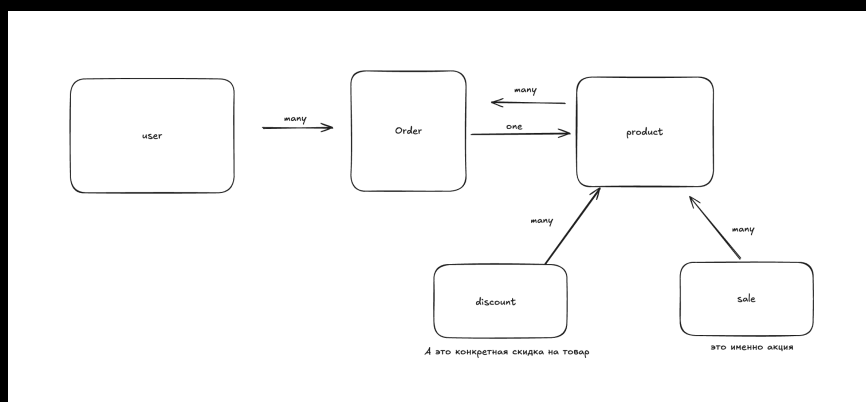 many
many
user
Order
product
one
many
many
discount
sale
А это конкретная скидка на товар
это именно акция